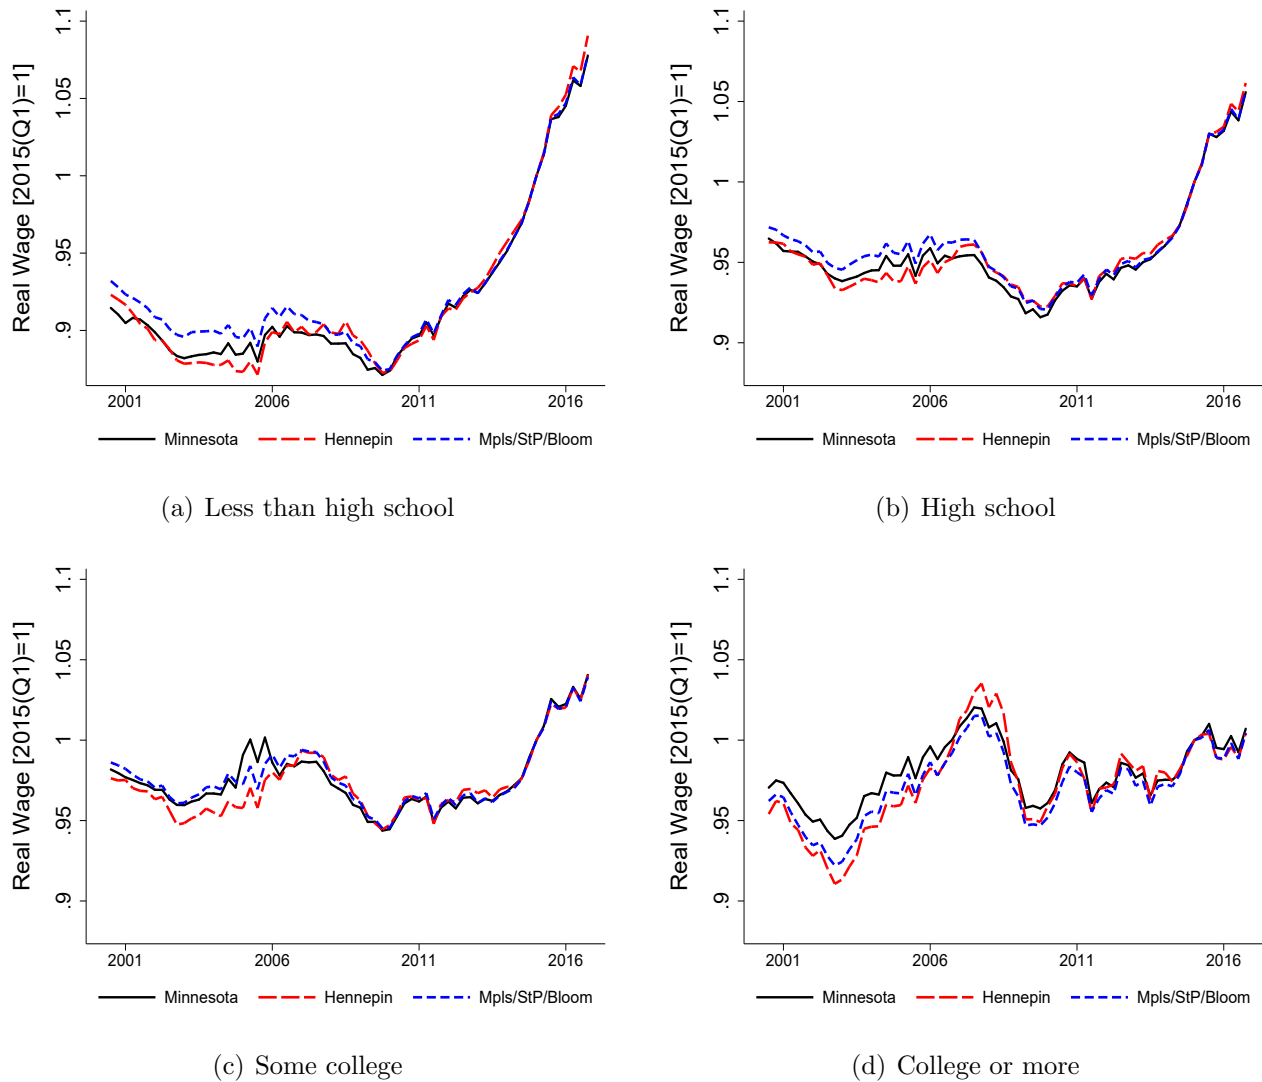 Real Wage [2015(Q1)=1]
1.1
1.05
1
.95
.9
2001 2006 2011 2016
Minnesota Hennepin Mpls/StP/Bloom
(a) Less than high school
Real Wage [2015(Q1)=1]
1.1
1.05
1
.95
.9
2001 2006 2011 2016
Minnesota Hennepin Mpls/StP/Bloom
(b) High school
Real Wage [2015(Q1)=1]
1.1
1.05
1
.95
.9
2001 2006 2011 2016
Minnesota Hennepin Mpls/StP/Bloom
(c) Some college
Real Wage [2015(Q1)=1]
1.1
1.05
1
.95
.9
2001 2006 2011 2016
Minnesota Hennepin Mpls/StP/Bloom
(d) College or more